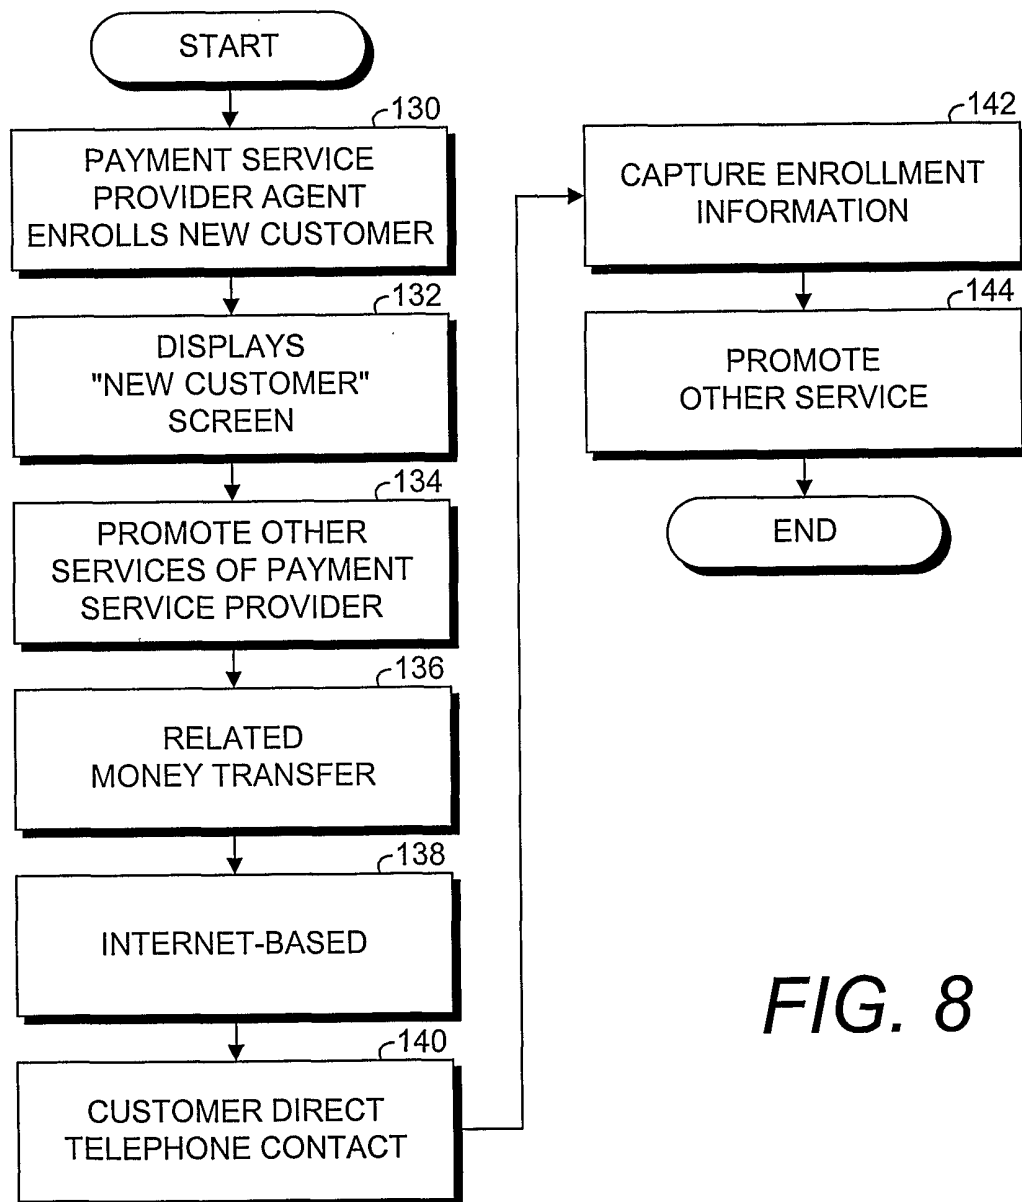 START
130
PAYMENT SERVICE
PROVIDER AGENT
ENROLLS NEW CUSTOMER
132
DISPLAYS
"NEW CUSTOMER"
SCREEN
134
PROMOTE OTHER
SERVICES OF PAYMENT
SERVICE PROVIDER
136
RELATED
MONEY TRANSFER
138
INTERNET-BASED
140
CUSTOMER DIRECT
TELEPHONE CONTACT
142
CAPTURE ENROLLMENT
INFORMATION
144
PROMOTE
OTHER SERVICE
END
FIG. 8